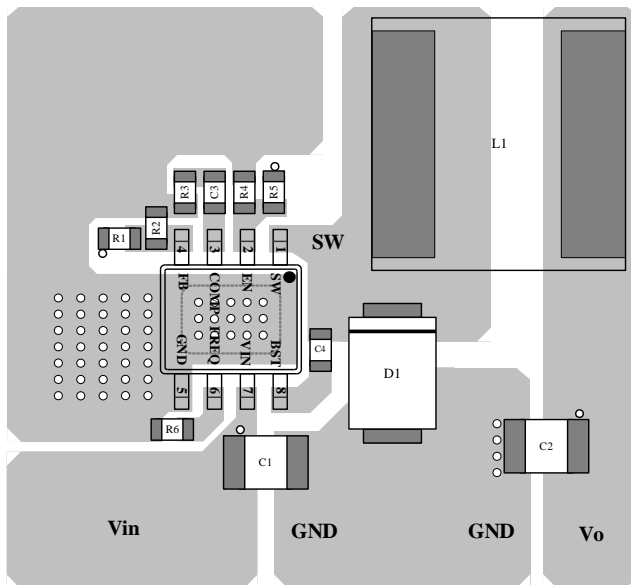 L1
R3
C3
R4
R5
R1
R2
SW
4
3
2
1
FB
COMP
EN
SW
GND
FREQ
VIN
BST
5
6
7
8
C4
D1
R6
C1
C2
Vin
GND
GND
Vo